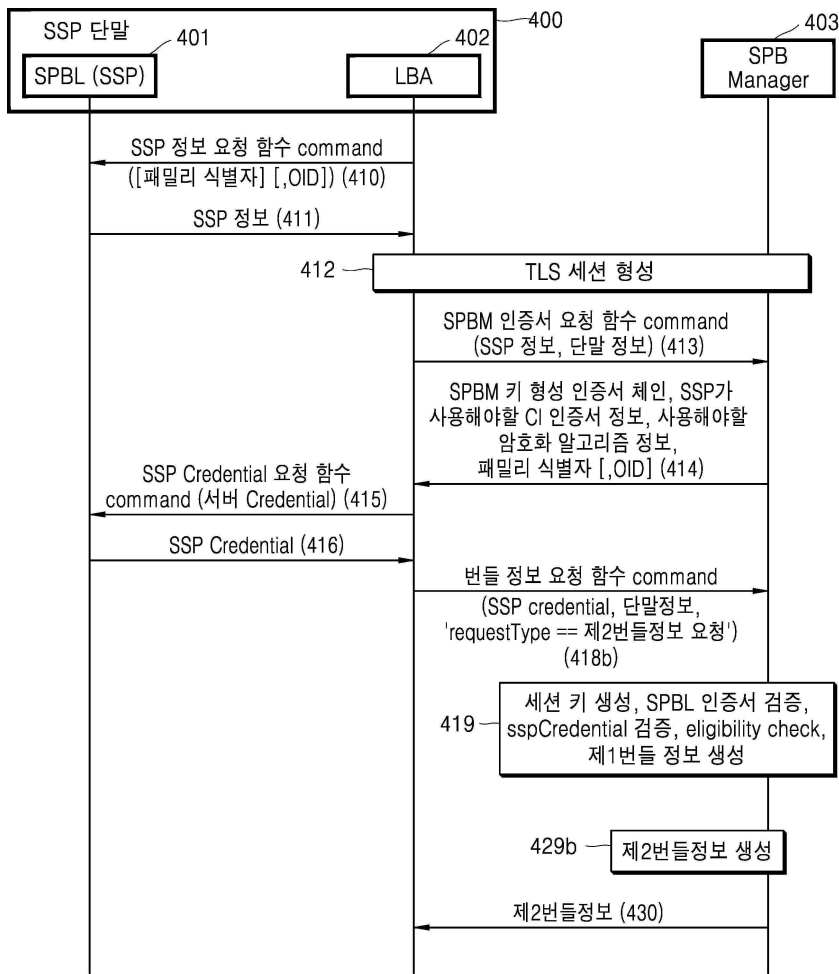 SSP 단말
400
401
402
403
SPBL (SSP)
LBA
SPB
Manager
SSP 정보 요청 함수 command
([패밀리 식별자] [,OID]) (410)
SSP 정보 (411)
412
TLS 세션 형성
SPBM 인증서 요청 함수 command
(SSP 정보, 단말 정보) (413)
SPBM 키 형성 인증서 체인, SSP가
사용해야할 CI 인증서 정보, 사용해야할
암호화 알고리즘 정보,
패밀리 식별자 [,OID] (414)
SSP Credential 요청 함수
command (서버 Credential) (415)
SSP Credential (416)
번들 정보 요청 함수 command
(SSP credential, 단말정보,
'requestType == 제2번들정보 요청')
(418b)
419
세션 키 생성, SPBL 인증서 검증,
sspCredential 검증, eligibility check,
제1번들 정보 생성
429b
제2번들정보 생성
제2번들정보 (430)